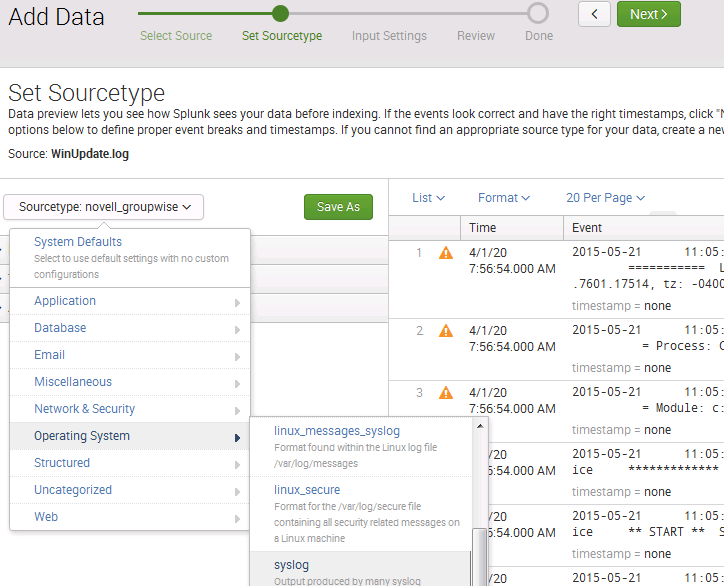 Add Data
Select Source
Set Sourcetype
Input Settings
Review
Done
<
Next >
Set Sourcetype
Data preview lets you see how Splunk sees your data before indexing. If the events look correct and have the right timestamps, click "N
options below to define proper event breaks and timestamps. If you cannot find an appropriate source type for your data, create a new
Source: WinUpdate.log
Sourcetype: novell_groupwise
Save As
System Defaults
Select to use default settings with no custom
configurations
Application
Database
Email
Miscellaneous
Network & Security
Operating System
Structured
Uncategorized
Web
linux_messages_syslog
Format found within the Linux log file
/var/log/messages
linux_secure
Format for the /var/log/secure file
containing all security related messages on
a Linux machine
syslog
Output produced by many syslog
List
Format
20 Per Page
Time Event
1 4/1/20 2015-05-21 11:05:
7:56:54.000 AM =========== L
.7601.17514, tz: -0400
timestamp = none
2 4/1/20 2015-05-21 11:05:
7:56:54.000 AM = Process: C
timestamp = none
3 4/1/20 2015-05-21 11:05:
7:56:54.000 AM = Module: c:
timestamp = none
/20 2015-05-21 11:05:
54.000 AM ice *************
timestamp = none
/20 2015-05-21 11:05:
54.000 AM ice ** START ** S
timestamp = none
/20 2015-05-21 11:05: